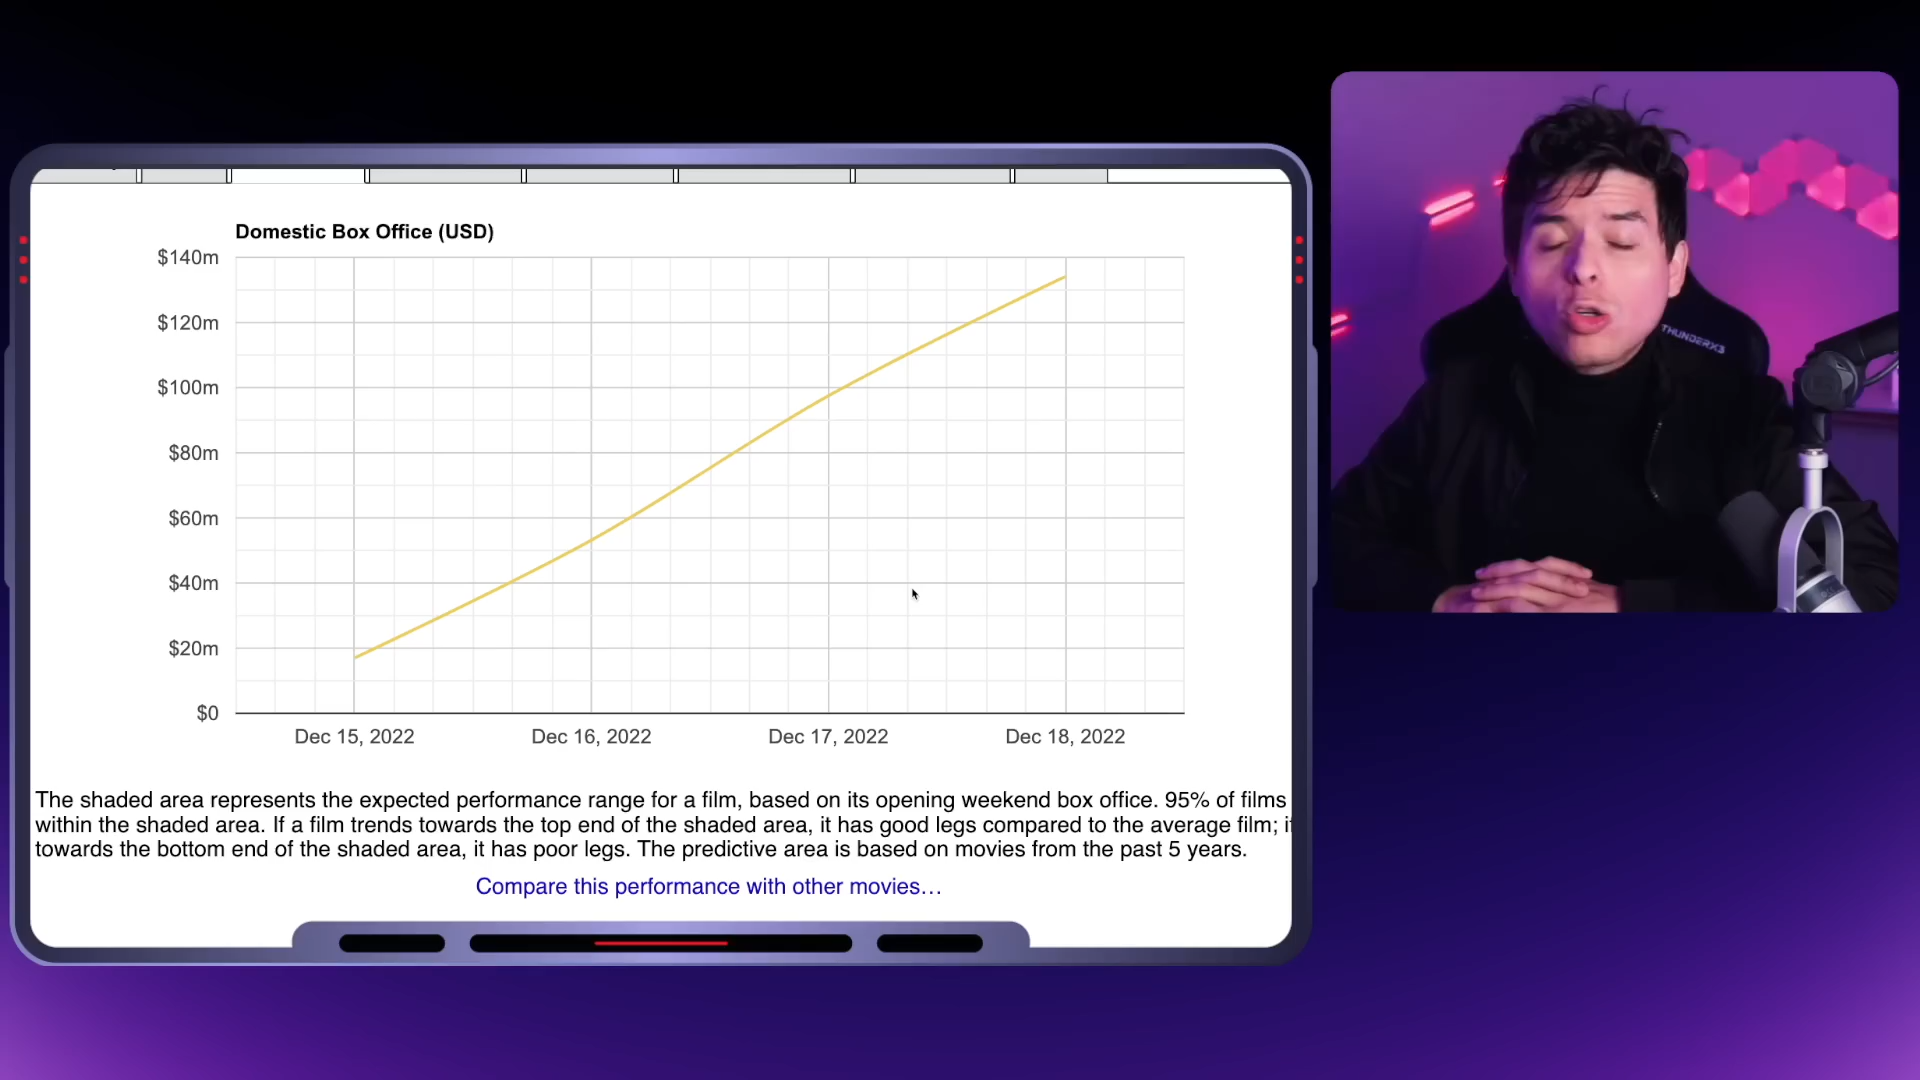 Domestic Box Office (USD)
$140m
$120m
$100m
$80m
$60m
$40m
$20m
$0
Dec 15, 2022 Dec 16, 2022 Dec 17, 2022 Dec 18, 2022
The shaded area represents the expected performance range for a film, based on its opening weekend box office. 95% of films
within the shaded area. If a film trends towards the top end of the shaded area, it has good legs compared to the average film;
towards the bottom end of the shaded area, it has poor legs. The predictive area is based on movies from the past 5 years.
Compare this performance with other movies…
THUNDERX3